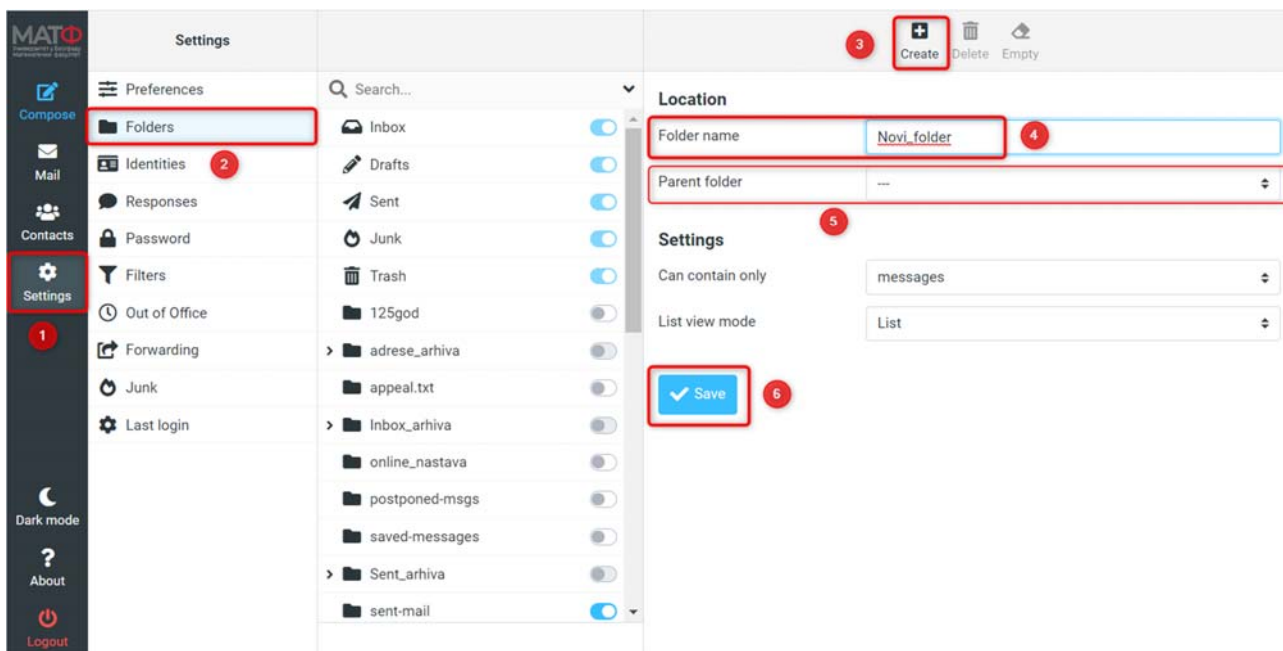 МАТФ
Settings
3
Create
Delete
Empty
Compose
Mail
Contacts
Settings
1
Dark mode
About
Logout
Preferences
Folders
Identities
2
Responses
Password
Filters
Out of Office
Forwarding
Junk
Last login
Search...
Inbox
Drafts
Sent
Junk
Trash
125god
adrese_arhiva
appeal.txt
Inbox_arhiva
online_nastava
postponed-msgs
saved-messages
Sent_arhiva
sent-mail
Location
Folder name
Novi_folder
4
Parent folder
---
5
Settings
Can contain only
messages
List view mode
List
Save
6